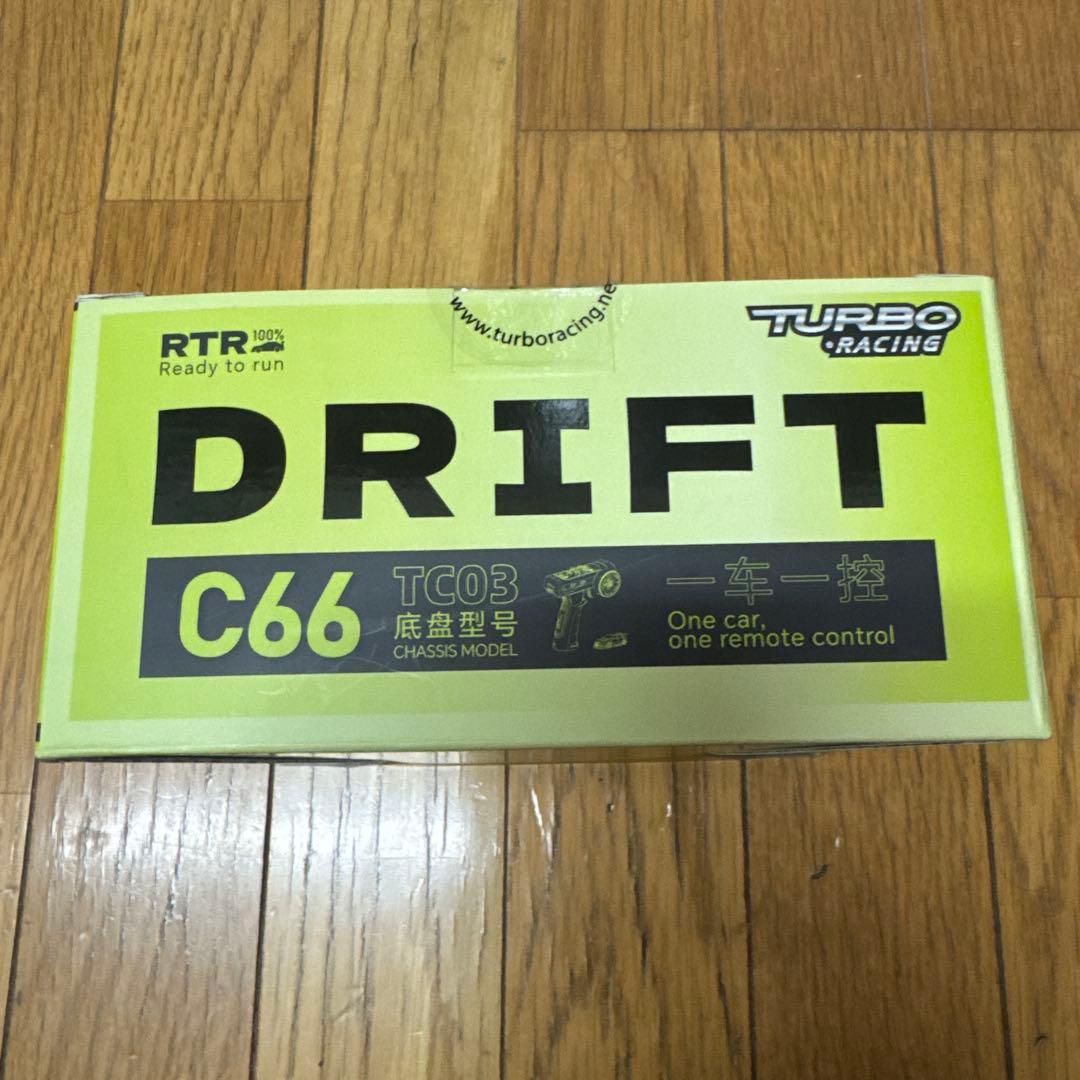 www.turboracing.ne
RTR 100%
Ready to run
TURBO
RACING
DRIFT
C66
TC03
底盘型号
CHASSIS MODEL
一车一控
One car,
one remote control